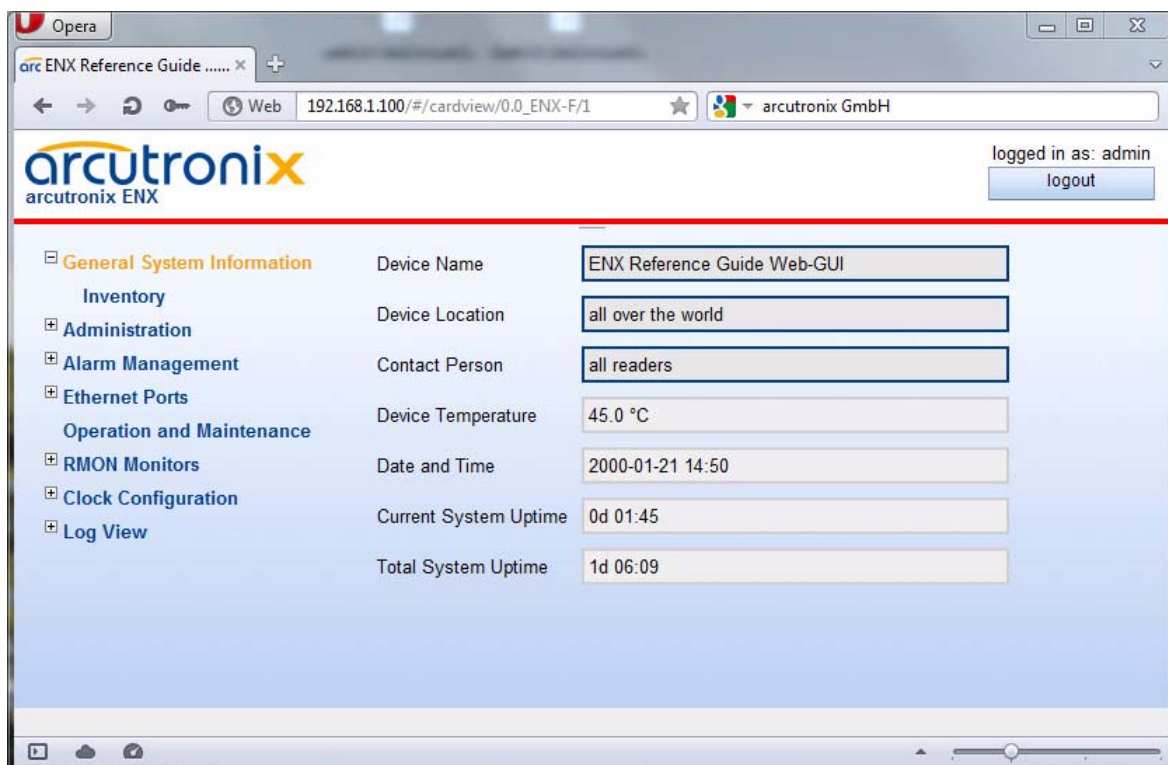 Opera
arc ENX Reference Guide ......
Web
192.168.1.100/#/cardview/0.0_ENX-F/1
arcutronix GmbH
arcutronix
arcutronix ENX
logged in as: admin
logout
General System Information
Inventory
Administration
Alarm Management
Ethernet Ports
Operation and Maintenance
RMON Monitors
Clock Configuration
Log View
Device Name
ENX Reference Guide Web-GUI
Device Location
all over the world
Contact Person
all readers
Device Temperature
45.0 °C
Date and Time
2000-01-21 14:50
Current System Uptime
0d 01:45
Total System Uptime
1d 06:09